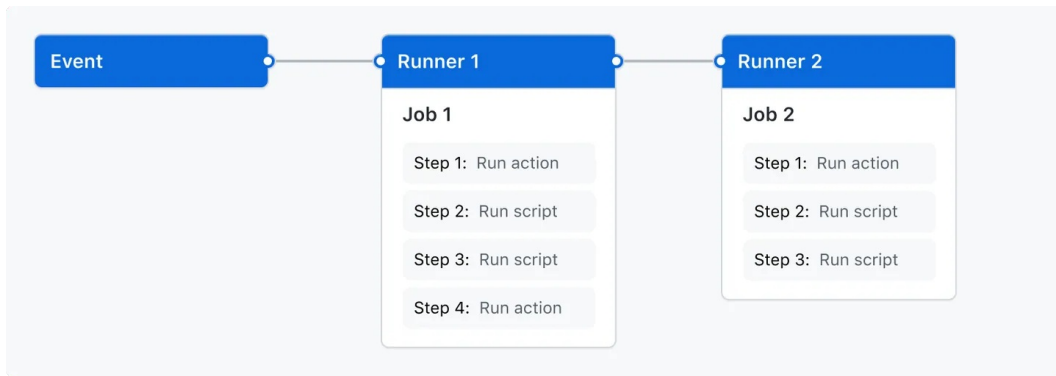 Event
Runner 1
Job 1
Step 1: Run action
Step 2: Run script
Step 3: Run script
Step 4: Run action
Runner 2
Job 2
Step 1: Run action
Step 2: Run script
Step 3: Run script